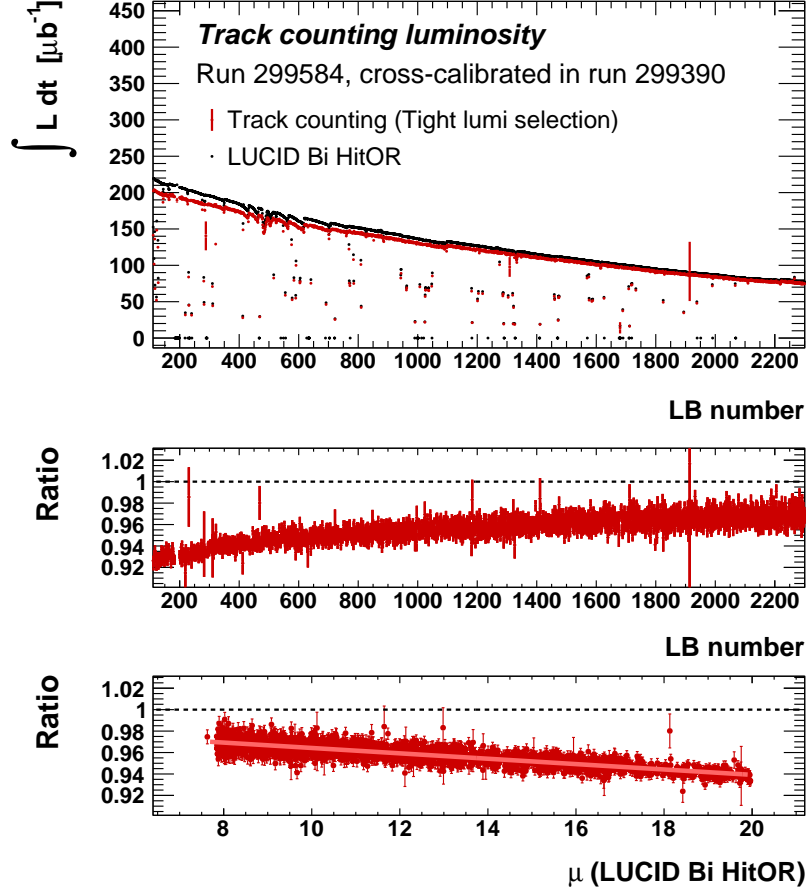 450
400
350
300
250
200
150
100
50
0
∫ L dt [μb⁻¹]
Track counting luminosity
Run 299584, cross-calibrated in run 299390
Track counting (Tight lumi selection)
LUCID Bi HitOR
200 400 600 800 1000 1200 1400 1600 1800 2000 2200
LB number
Ratio
1.02
1
0.98
0.96
0.94
0.92
200 400 600 800 1000 1200 1400 1600 1800 2000 2200
LB number
Ratio
1.02
1
0.98
0.96
0.94
0.92
8 10 12 14 16 18 20
μ (LUCID Bi HitOR)